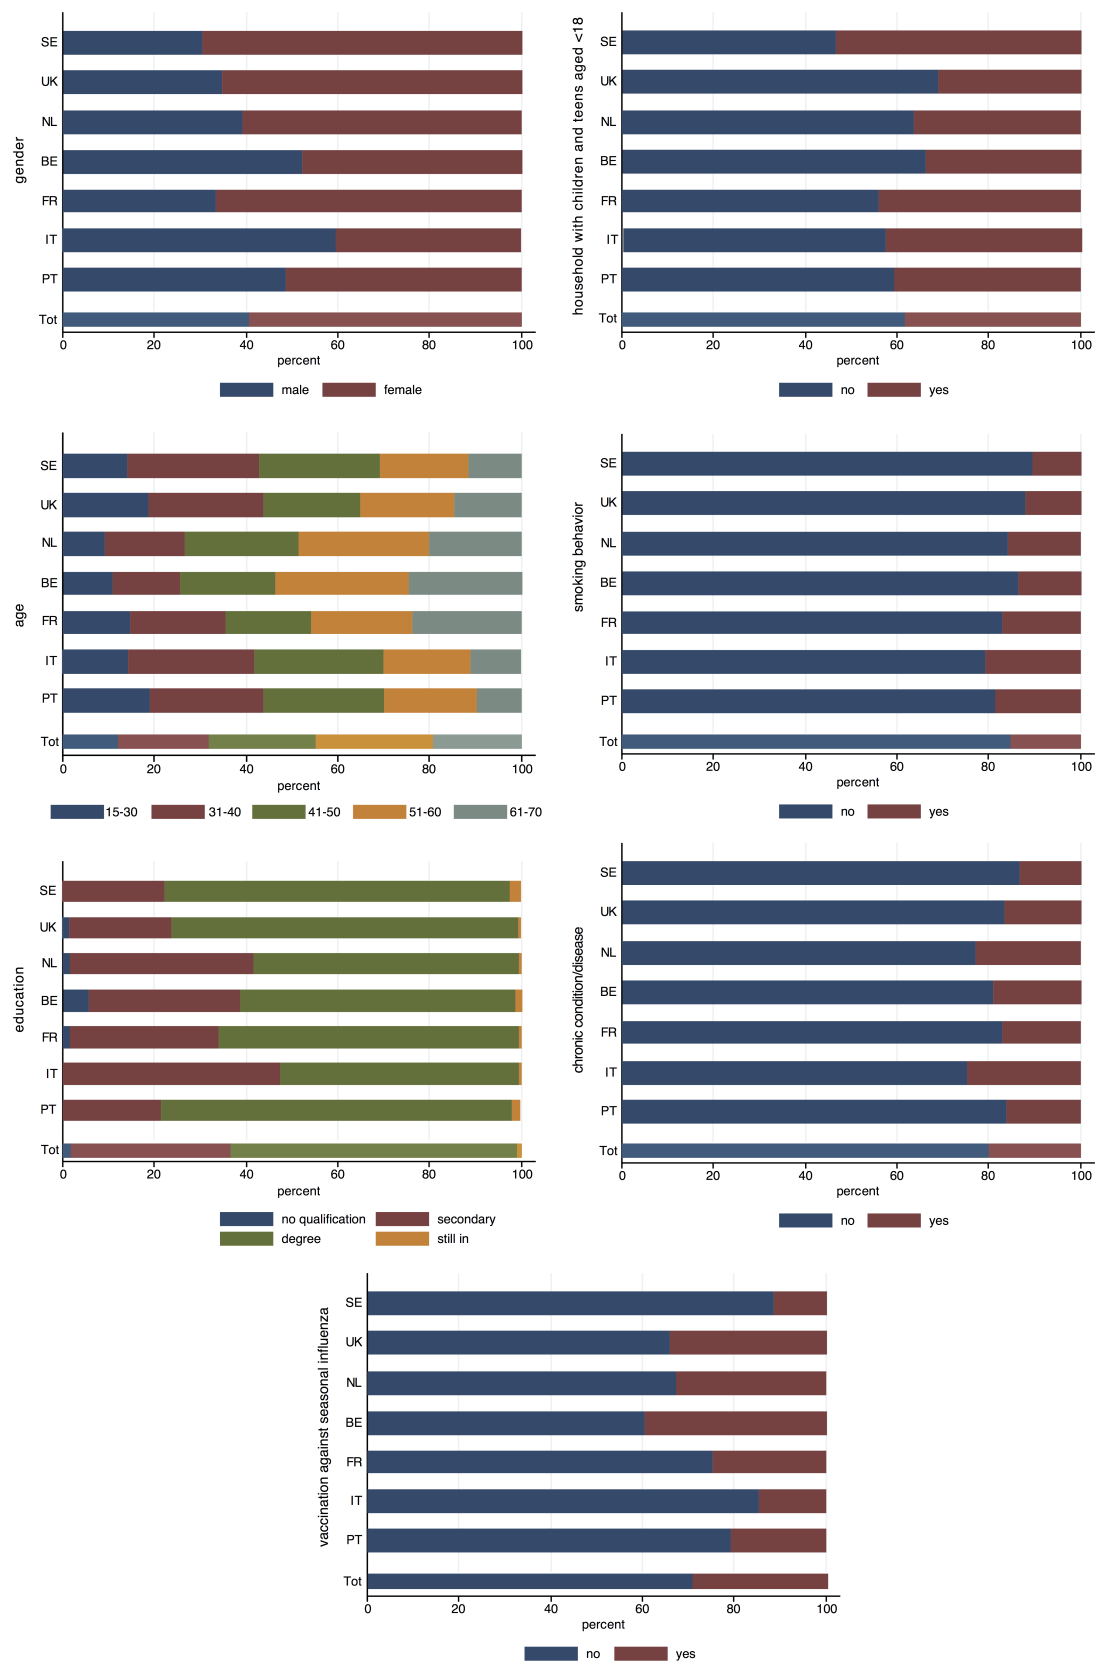 gender
SE
UK
NL
BE
FR
IT
PT
Tot
0 20 40 60 80 100
percent
male female
household with children and teens aged <18
SE
UK
NL
BE
FR
IT
PT
Tot
0 20 40 60 80 100
percent
no yes
age
SE
UK
NL
BE
FR
IT
PT
Tot
0 20 40 60 80 100
percent
15-30 31-40 41-50 51-60 61-70
smoking behavior
SE
UK
NL
BE
FR
IT
PT
Tot
0 20 40 60 80 100
percent
no yes
education
SE
UK
NL
BE
FR
IT
PT
Tot
0 20 40 60 80 100
percent
no qualification secondary
degree still in
chronic condition/disease
SE
UK
NL
BE
FR
IT
PT
Tot
0 20 40 60 80 100
percent
no yes
vaccination against seasonal influenza
SE
UK
NL
BE
FR
IT
PT
Tot
0 20 40 60 80 100
percent
no yes